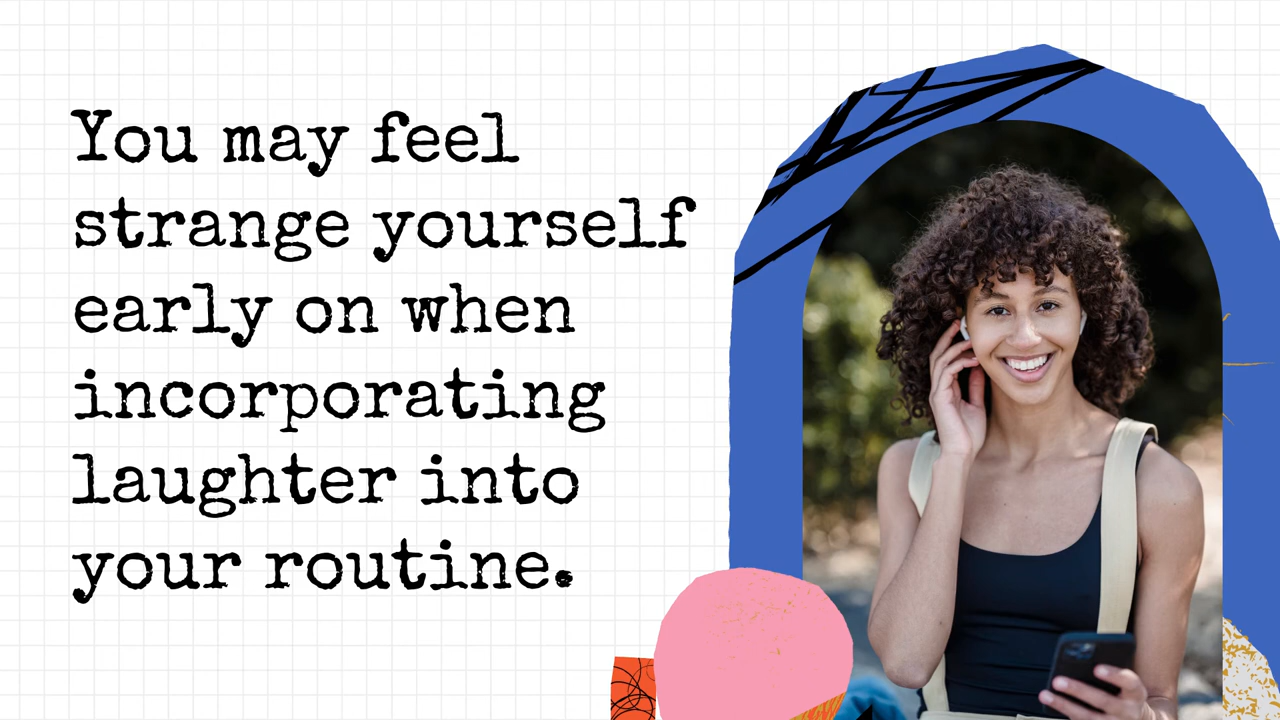 You may feel
strange yourself
early on when
incorporating
laughter into
your routine.